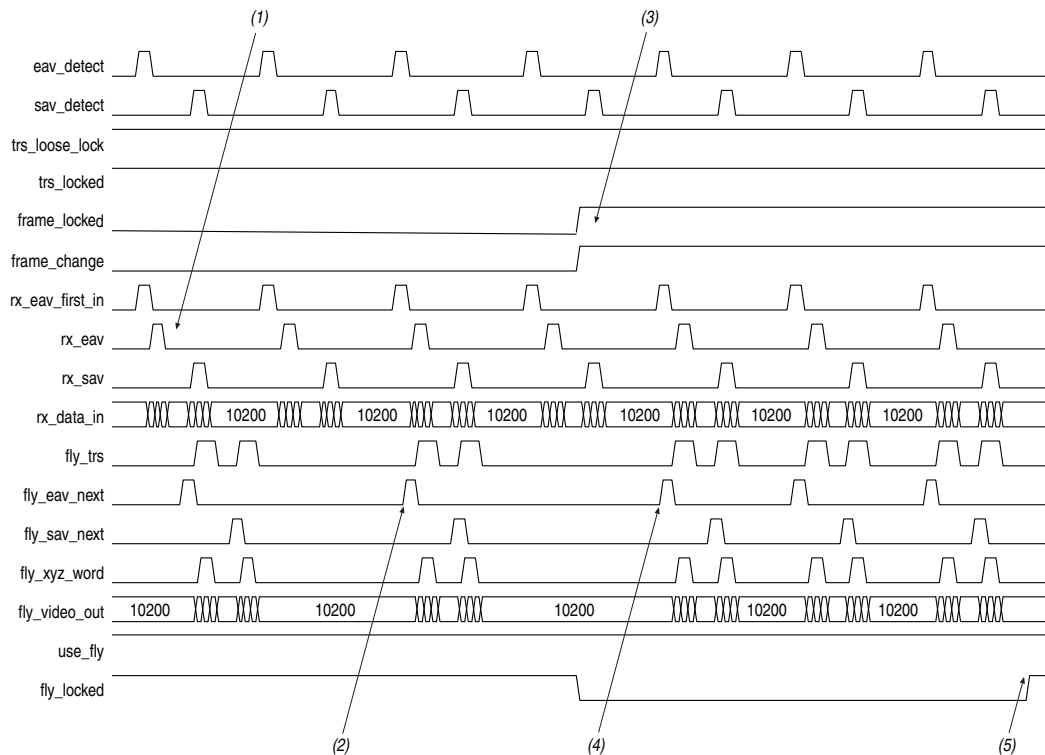 (1) (3)
eav_detect
sav_detect
trs_loose_lock
trs_locked
frame_locked
frame_change
rx_eav_first_in
rx_eav
rx_sav
rx_data_in 10200 10200 10200 10200 10200 10200
fly_trs
fly_eav_next
fly_sav_next
fly_xyz_word
fly_video_out 10200 10200 10200 10200 10200
use_fly
fly_locked
(2) (4) (5)